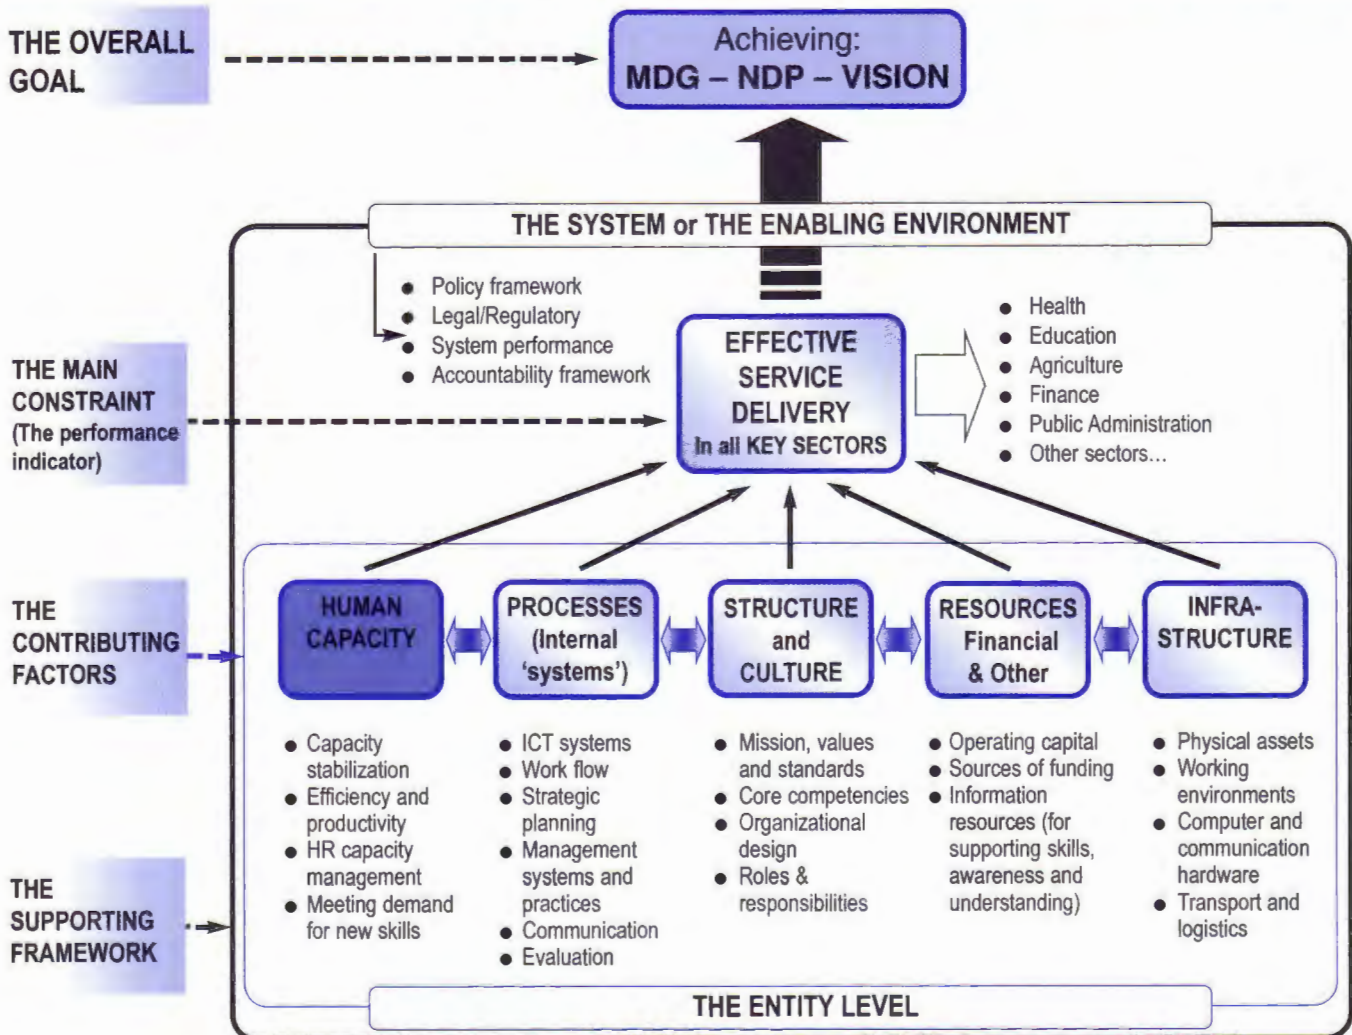 THE OVERALL
GOAL
Achieving:
MDG – NDP – VISION
THE SYSTEM or THE ENABLING ENVIRONMENT
● Policy framework
● Legal/Regulatory
● System performance
● Accountability framework
THE MAIN
CONSTRAINT
(The performance
indicator)
EFFECTIVE
SERVICE
DELIVERY
In all KEY SECTORS
● Health
● Education
● Agriculture
● Finance
● Public Administration
● Other sectors...
THE
CONTRIBUTING
FACTORS
HUMAN
CAPACITY
PROCESSES
(Internal
‘systems’)
STRUCTURE
and
CULTURE
RESOURCES
Financial
& Other
INFRA-
STRUCTURE
● Capacity
stabilization
● Efficiency and
productivity
● HR capacity
management
● Meeting demand
for new skills
● ICT systems
● Work flow
● Strategic
planning
● Management
systems and
practices
● Communication
● Evaluation
● Mission, values
and standards
● Core competencies
● Organizational
design
● Roles &
responsibilities
● Operating capital
● Sources of funding
● Information
resources (for
supporting skills,
awareness and
understanding)
● Physical assets
● Working
environments
● Computer and
communication
hardware
● Transport and
logistics
THE
SUPPORTING
FRAMEWORK
THE ENTITY LEVEL